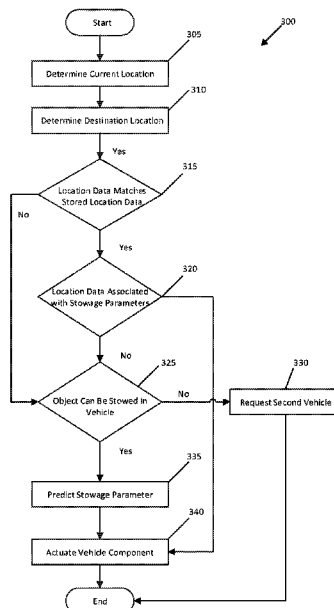 Start
300
305
Determine Current Location
310
Determine Destination Location
Yes
315
Location Data Matches
Stored Location Data
No
Yes
320
Location Data Associated
with Stowage Parameters
No
325
330
Object Can Be Stowed in
Vehicle
No
Request Second Vehicle
Yes
335
Predict Stowage Parameter
340
Actuate Vehicle Component
End